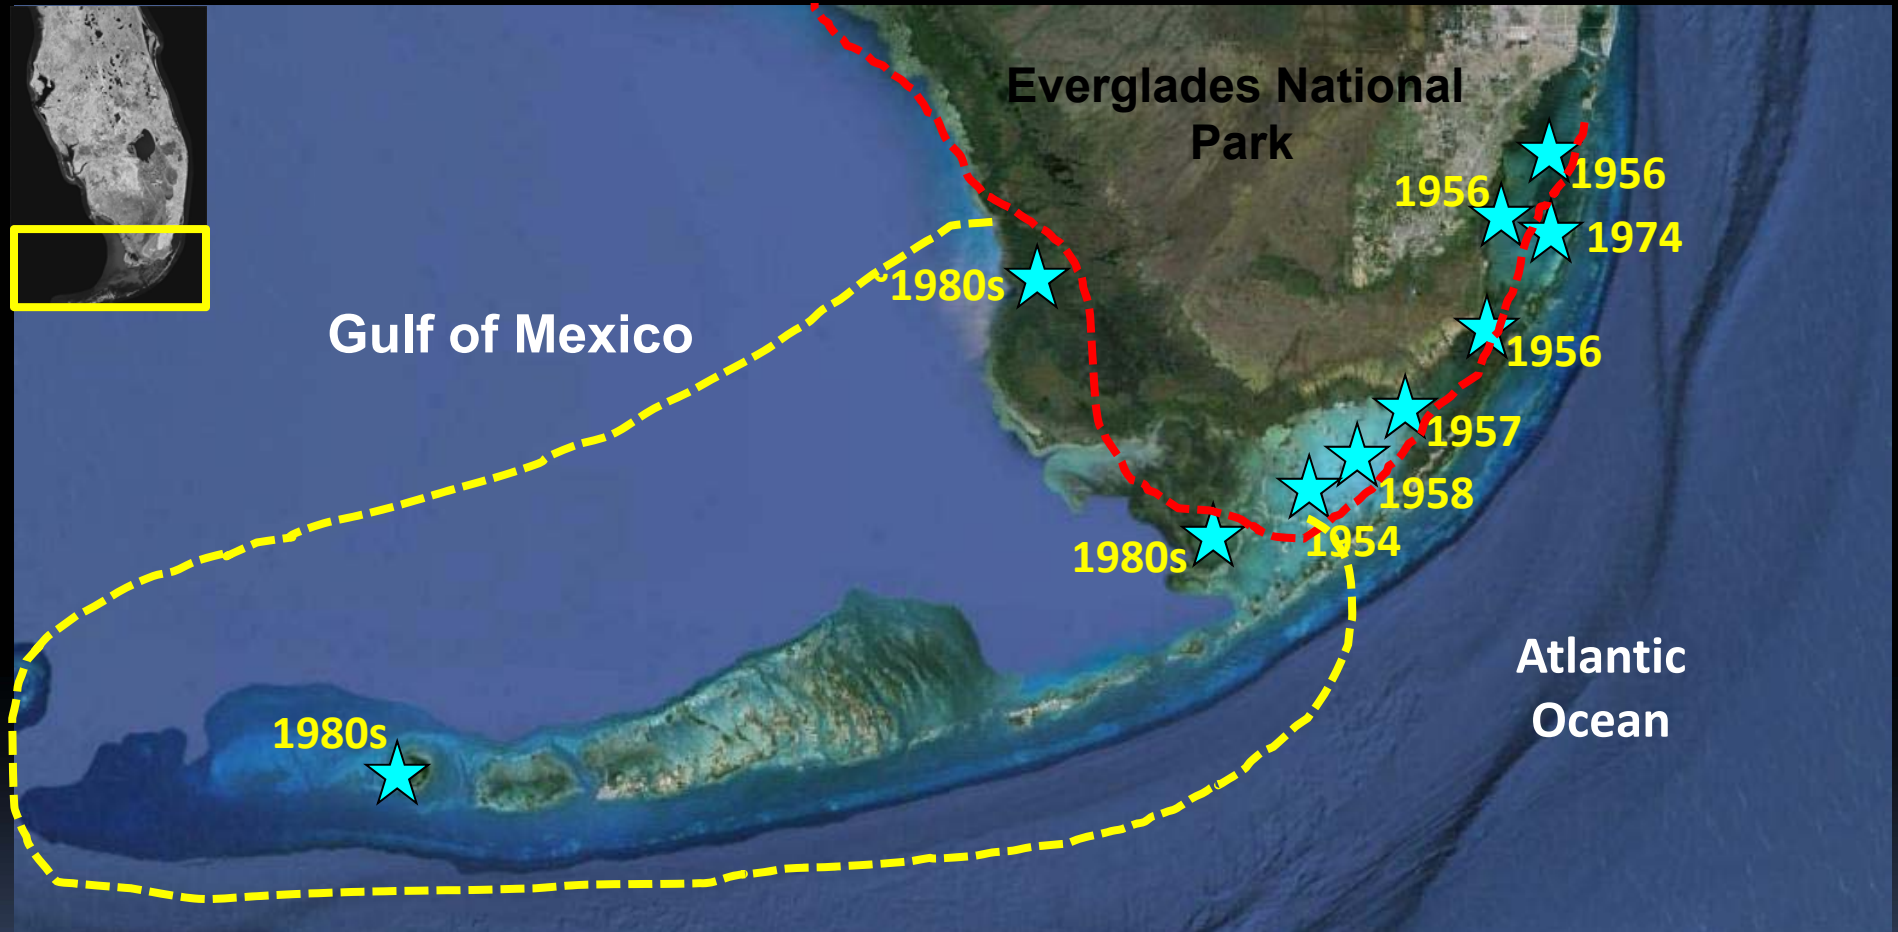 Everglades National
Park
1956
1956
1974
~1980s
Gulf of Mexico
1956
1957
1958
1954
1980s
Atlantic
Ocean
1980s